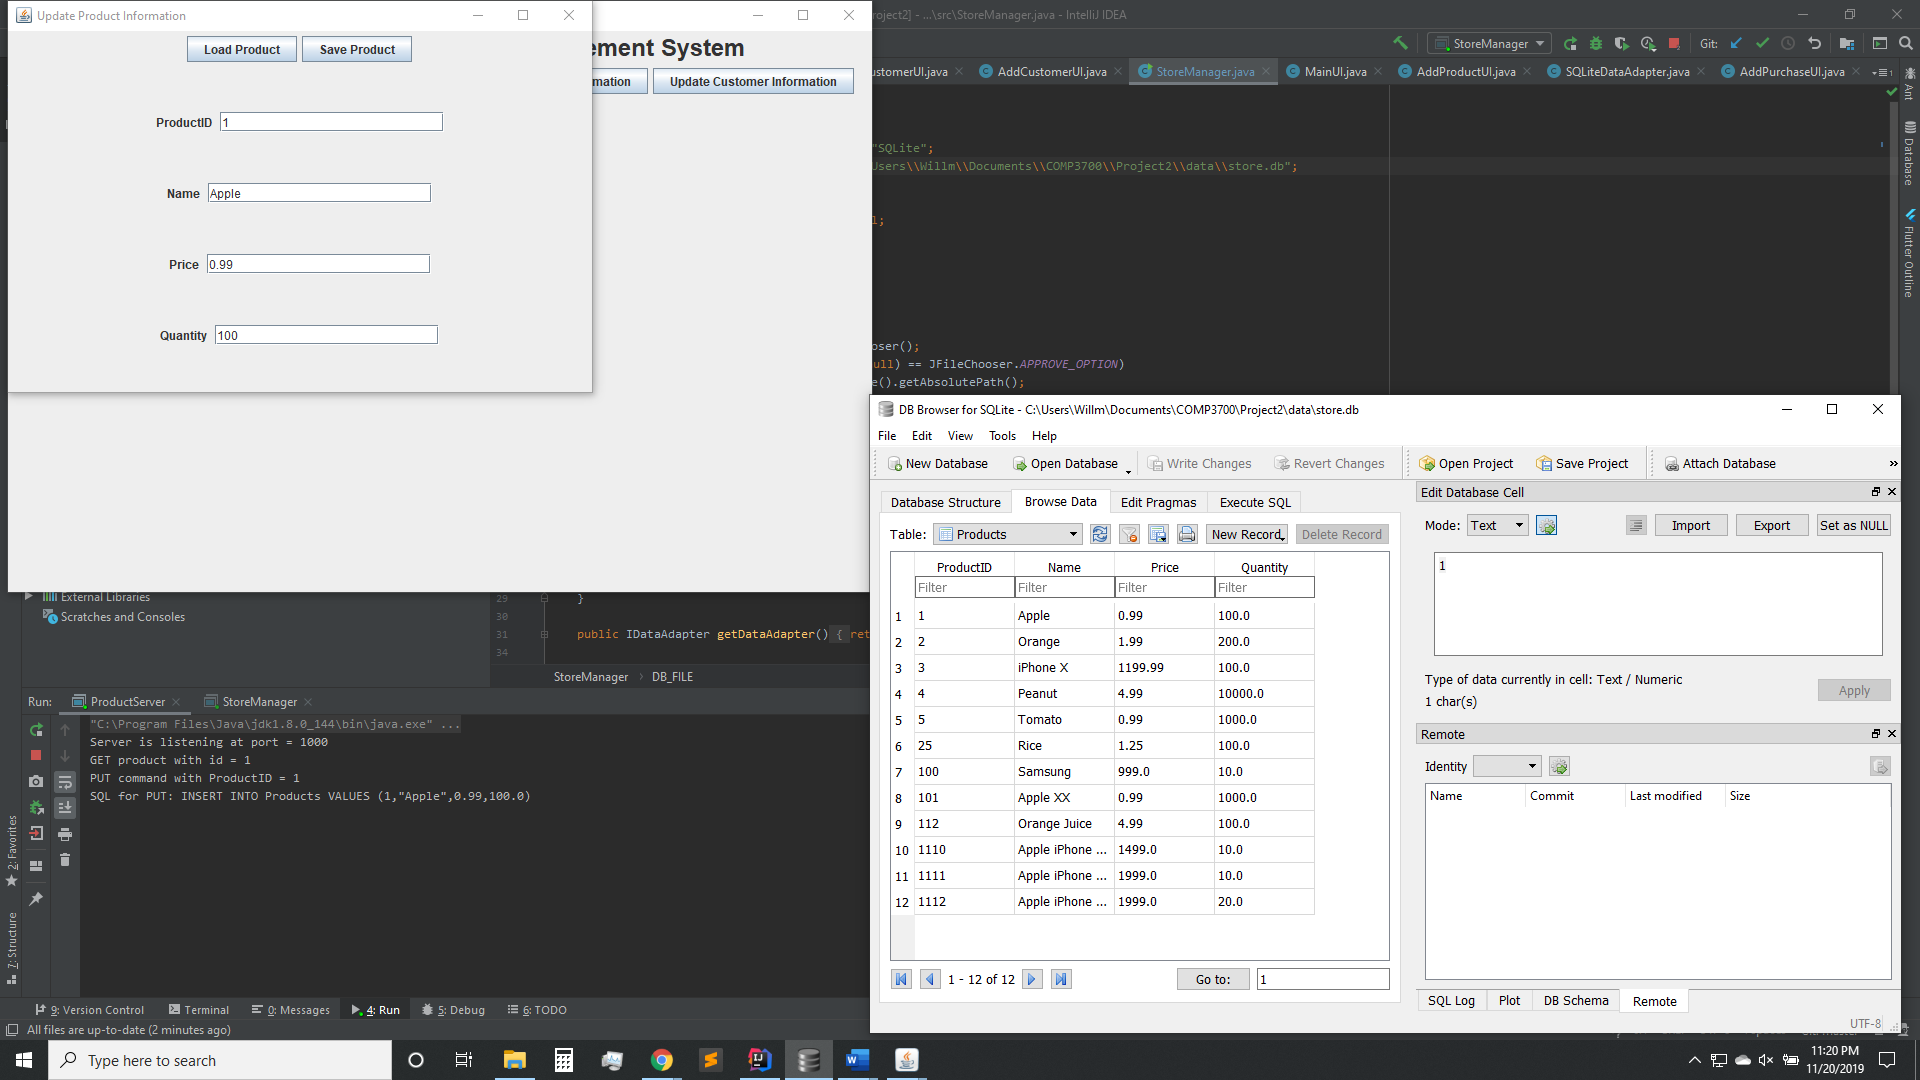 Update Product Information
Load Product Save Product
ProductID 1
Name Apple
Price 0.99
Quantity 100
ement System
mation Update Customer Information
roject2] - ...\src\StoreManager.java - IntelliJ IDEA
StoreManager Git:
ustomerUI.java AddCustomerUI.java StoreManager.java MainUI.java AddProductUI.java SQLiteDataAdapter.java AddPurchaseUI.java
"SQLite";
Users\\Willm\\Documents\\COMP3700\\Project2\\data\\store.db";
l;
oser();
ull) == JFileChooser.APPROVE_OPTION)
e().getAbsolutePath();
Ant
Database
Flutter Outline
External Libraries
Scratches and Consoles
29 }
30
31 public IDataAdapter getDataAdapter() { ret
34
StoreManager DB_FILE
Run: ProductServer StoreManager
"C:\Program Files\Java\jdk1.8.0_144\bin\java.exe" ...
Server is listening at port = 1000
GET product with id = 1
PUT command with ProductID = 1
SQL for PUT: INSERT INTO Products VALUES (1,"Apple",0.99,100.0)
2: Favorites
7: Structure
9: Version Control Terminal 0: Messages 4: Run 5: Debug 6: TODO
All files are up-to-date (2 minutes ago)
DB Browser for SQLite - C:\Users\Willm\Documents\COMP3700\Project2\data\store.db
File Edit View Tools Help
New Database Open Database Write Changes Revert Changes Open Project Save Project Attach Database »
Database Structure Browse Data Edit Pragmas Execute SQL
Table: Products New Record Delete Record
ProductID Name Price Quantity
Filter Filter Filter Filter
1 1 Apple 0.99 100.0
2 2 Orange 1.99 200.0
3 3 iPhone X 1199.99 100.0
4 4 Peanut 4.99 10000.0
5 5 Tomato 0.99 1000.0
6 25 Rice 1.25 100.0
7 100 Samsung 999.0 10.0
8 101 Apple XX 0.99 1000.0
9 112 Orange Juice 4.99 100.0
10 1110 Apple iPhone ... 1499.0 10.0
11 1111 Apple iPhone ... 1999.0 10.0
12 1112 Apple iPhone ... 1999.0 20.0
1 - 12 of 12 Go to: 1
Edit Database Cell
Mode: Text Import Export Set as NULL
1
Type of data currently in cell: Text / Numeric
1 char(s)
Apply
Remote
Identity
Name Commit Last modified Size
SQL Log Plot DB Schema Remote
UTF-8
Type here to search
11:20 PM
11/20/2019